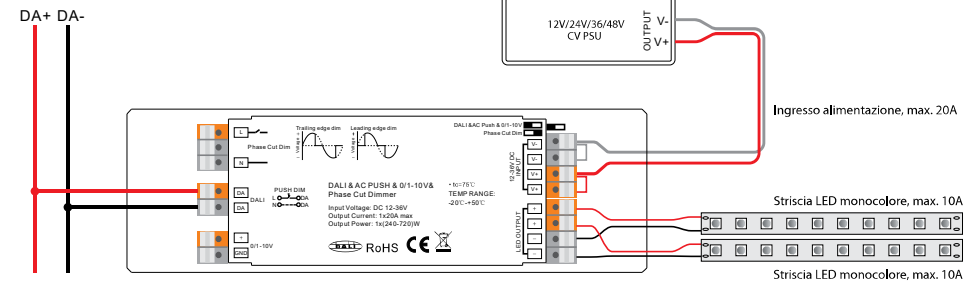 DA+ DA-
12V/24V/36/48V
CV PSU
OUTPUT
V-
V+
Ingresso alimentazione, max. 20A
DALI &AC Push & 0/1-10V
Phase Cut Dim
L
N
Phase Cut Dim
Trailing edge dim
Leading edge dim
- Voltage +
- Voltage +
V-
V-
V+
V+
12-36V DC
INPUT
DA
DA
DALI
PUSH DIM
L DA
N DA
DALI & AC PUSH & 0/1-10V&
Phase Cut Dimmer
Input Voltage: DC 12-36V
Output Current: 1x20A max
Output Power: 1x(240-720)W
• tc=75℃
TEMP RANGE:
-20℃-+50℃
+
+
−
−
LED OUTPUT
+
GND
0/1-10V
DALI
RoHS
CE
Striscia LED monocolore, max. 10A
Striscia LED monocolore, max. 10A